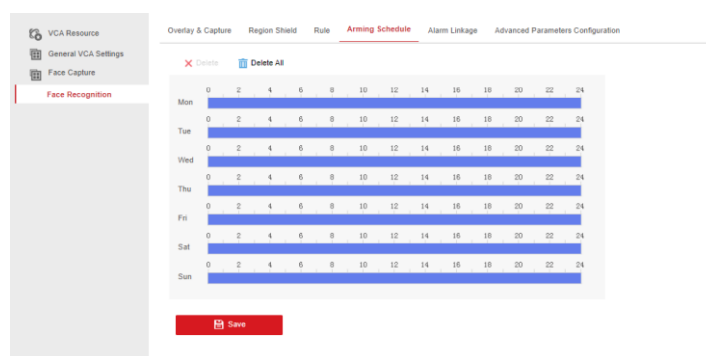 VCA Resource
General VCA Settings
Face Capture
Face Recognition
Overlay & Capture Region Shield Rule Arming Schedule Alarm Linkage Advanced Parameters Configuration
Delete Delete All
0 2 4 6 8 10 12 14 16 18 20 22 24
Mon
0 2 4 6 8 10 12 14 16 18 20 22 24
Tue
0 2 4 6 8 10 12 14 16 18 20 22 24
Wed
0 2 4 6 8 10 12 14 16 18 20 22 24
Thu
0 2 4 6 8 10 12 14 16 18 20 22 24
Fri
0 2 4 6 8 10 12 14 16 18 20 22 24
Sat
0 2 4 6 8 10 12 14 16 18 20 22 24
Sun
Save